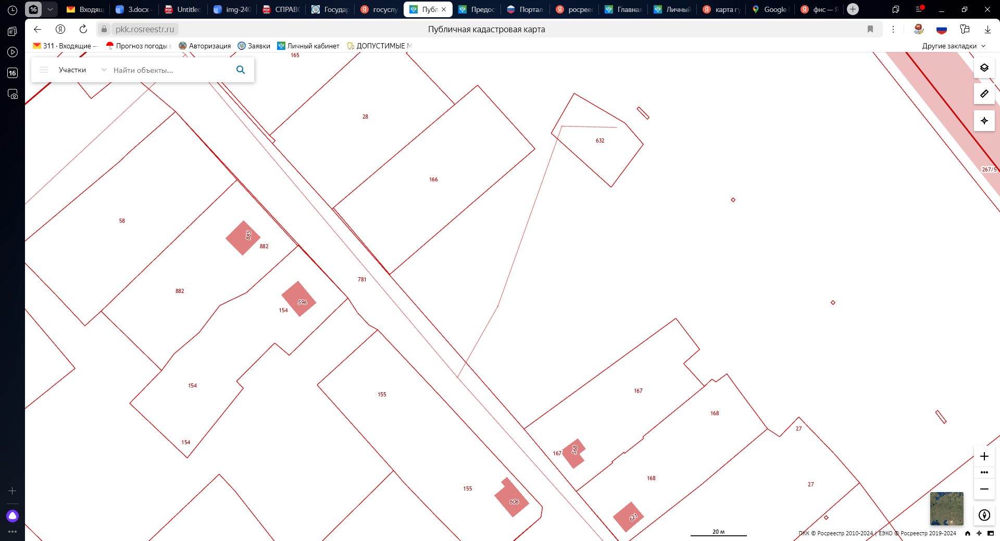 16
Входящ
3.docx -
Untitled
img-240
СПРАВС
Государ
госуслу
Публ
Предос
Портал
росреес
Главная
Личный
карта гу
Google
фнс — Я
pkk.rosreestr.ru
Публичная кадастровая карта
311 · Входящие —
Прогноз погоды в
Авторизация
Заявки
Личный кабинет
ДОПУСТИМЫЕ М
Другие закладки
16
Участки
Найти объекты...
165
28
632
267/5
166
58
885
882
781
882
596
154
154
155
167
168
27
154
568
167
168
27
155
606
621
20 м
ПКК © Росреестр 2010-2024 | ЕЭКО © Росреестр 2019-2024